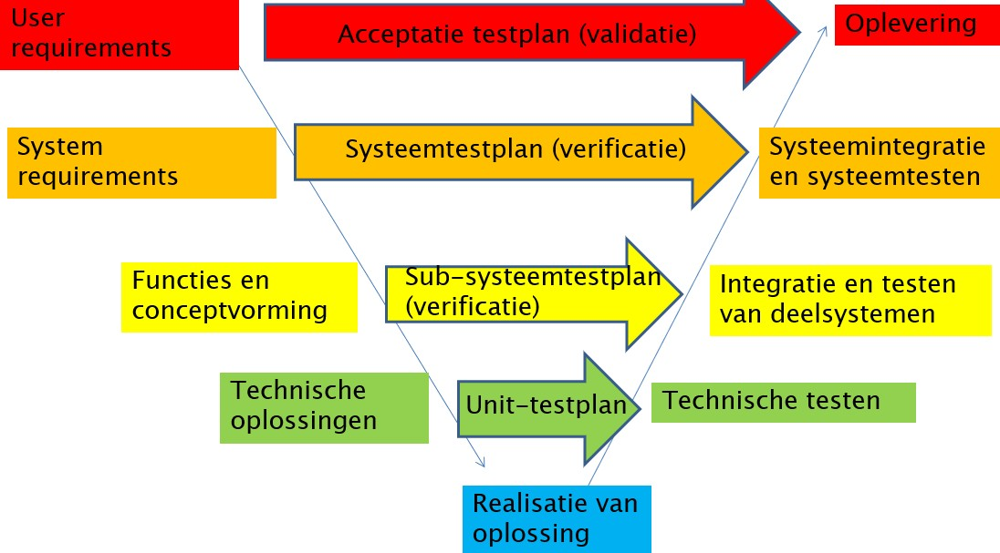 User
requirements
Acceptatie testplan (validatie)
Oplevering
System
requirements
Systeemtestplan (verificatie)
Systeemintegratie
en systeemtesten
Functies en
conceptvorming
Sub-systeemtestplan
(verificatie)
Integratie en testen
van deelsystemen
Technische
oplossingen
Unit-testplan
Technische testen
Realisatie van
oplossing